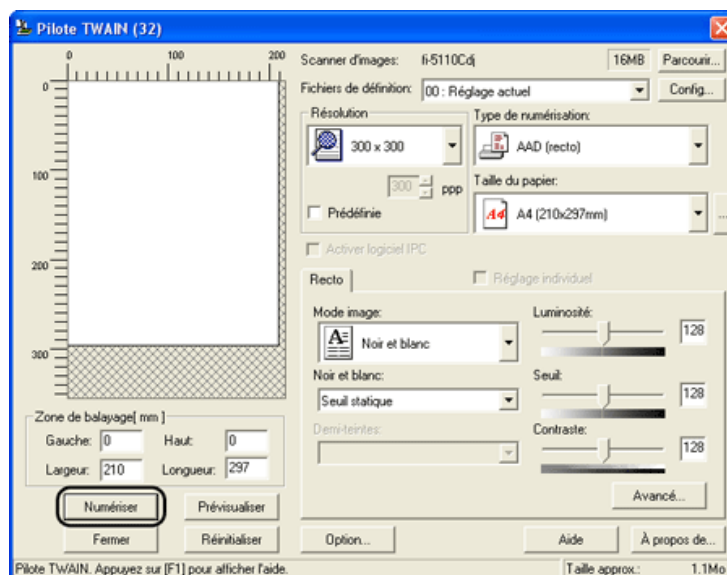 Pilote TWAIN (32)
0 100 200
0
100
200
300
Scanner d'images: fi-5110Cdj 16MB Parcourir...
Fichiers de définition: 00 : Réglage actuel Config...
Résolution
300 x 300
300 ppp
Prédéfinie
Type de numérisation:
AAD (recto)
Taille du papier:
A4 A4 (210x297mm) ...
Activer logiciel IPC
Recto
Réglage individuel
Mode image:
A Noir et blanc
Noir et blanc:
Seuil statique
Demi-teintes:
Luminosité:
128
Seuil:
128
Contraste:
128
Avancé...
Zone de balayage[ mm ]
Gauche: 0 Haut: 0
Largeur: 210 Longueur: 297
Numériser Prévisualiser
Fermer Réinitialiser
Option... Aide À propos de...
Pilote TWAIN. Appuyez sur [F1] pour afficher l'aide. Taille approx.: 1.1Mo